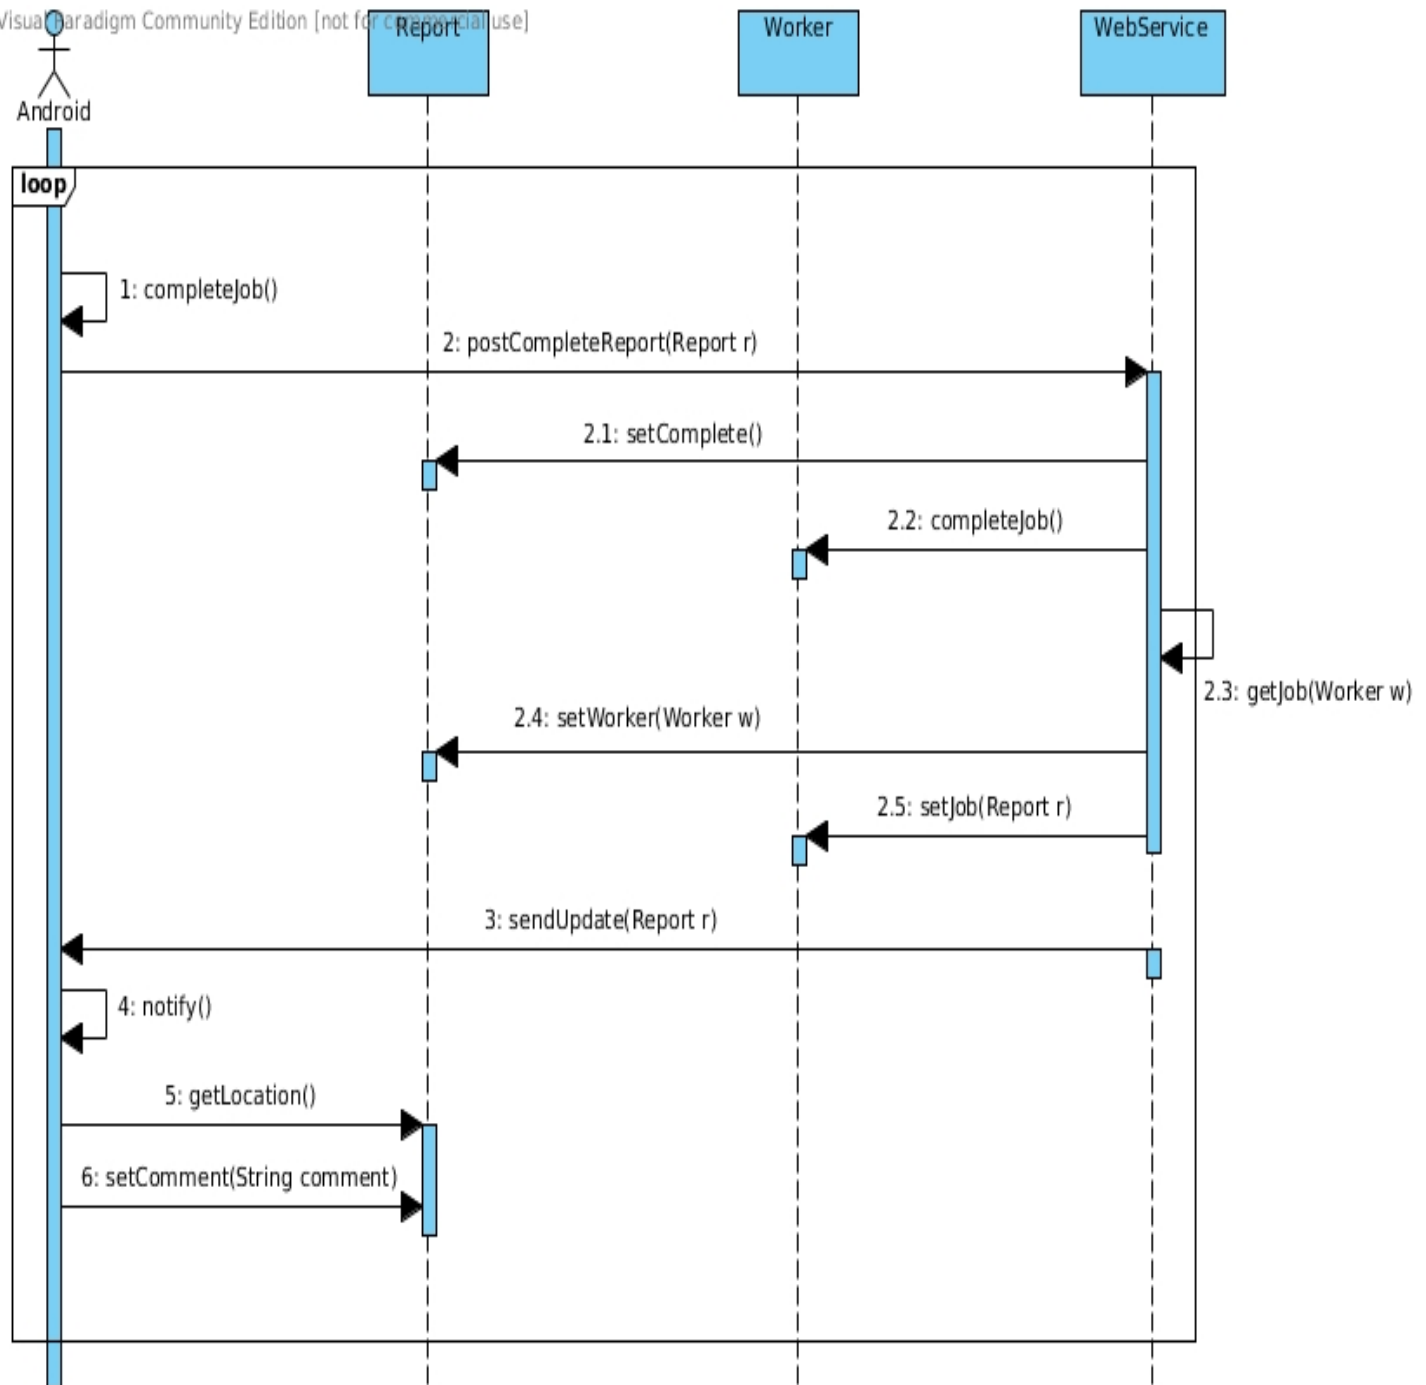 Visual Paradigm Community Edition [not for commercial use]
Report
Worker
WebService
Android
loop
1: completeJob()
2: postCompleteReport(Report r)
2.1: setComplete()
2.2: completeJob()
2.3: getJob(Worker w)
2.4: setWorker(Worker w)
2.5: setJob(Report r)
3: sendUpdate(Report r)
4: notify()
5: getLocation()
6: setComment(String comment)